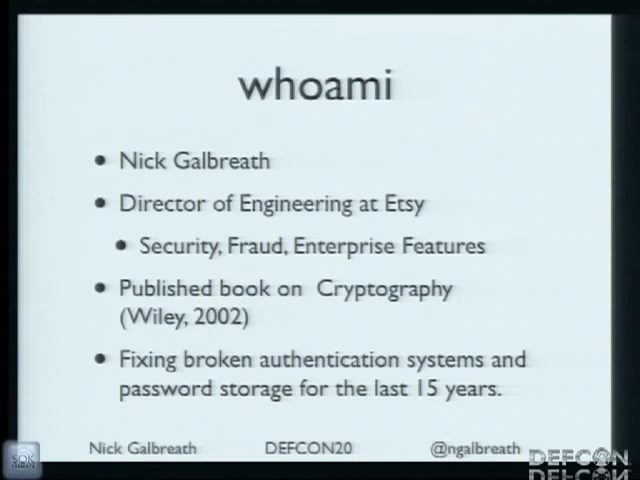 whoami
• Nick Galbreath
• Director of Engineering at Etsy
• Security, Fraud, Enterprise Features
• Published book on Cryptography
(Wiley, 2002)
• Fixing broken authentication systems and
password storage for the last 15 years.
Nick Galbreath DEFCON20 @ngalbreath
DEFCON